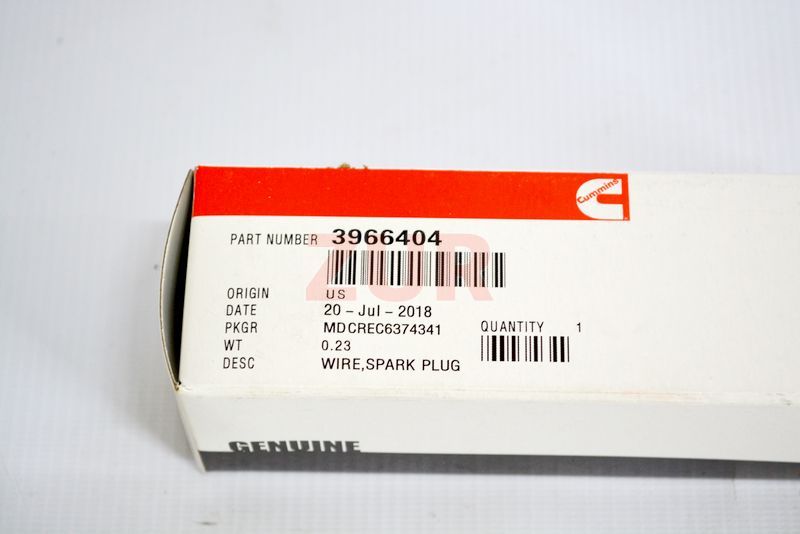 Cummins
PART NUMBER 3966404
ZUR
ORIGIN US
DATE 20-Jul-2018
PKGR MDCREC6374341 QUANTITY 1
WT 0.23
DESC WIRE,SPARK PLUG
GENUINE